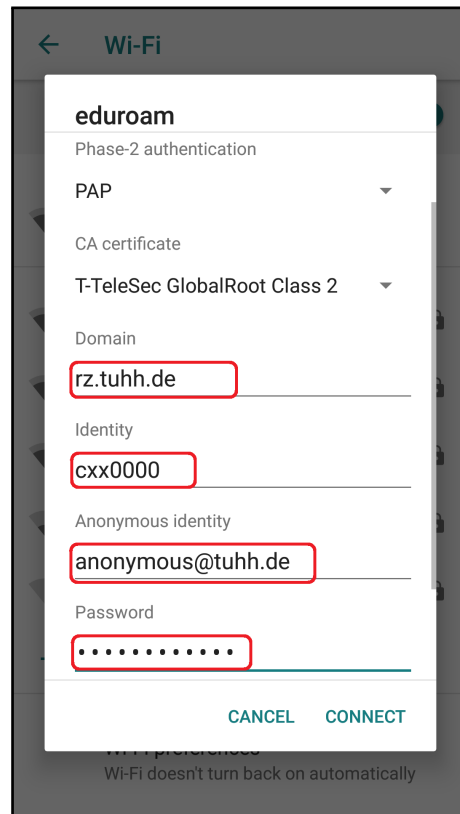 Wi-Fi
eduroam
Phase-2 authentication
PAP
CA certificate
T-TeleSec GlobalRoot Class 2
Domain
rz.tuhh.de
Identity
cxx0000
Anonymous identity
anonymous@tuhh.de
Password
••••••••••••
CANCEL CONNECT
Wi-Fi preferences
Wi-Fi doesn't turn back on automatically